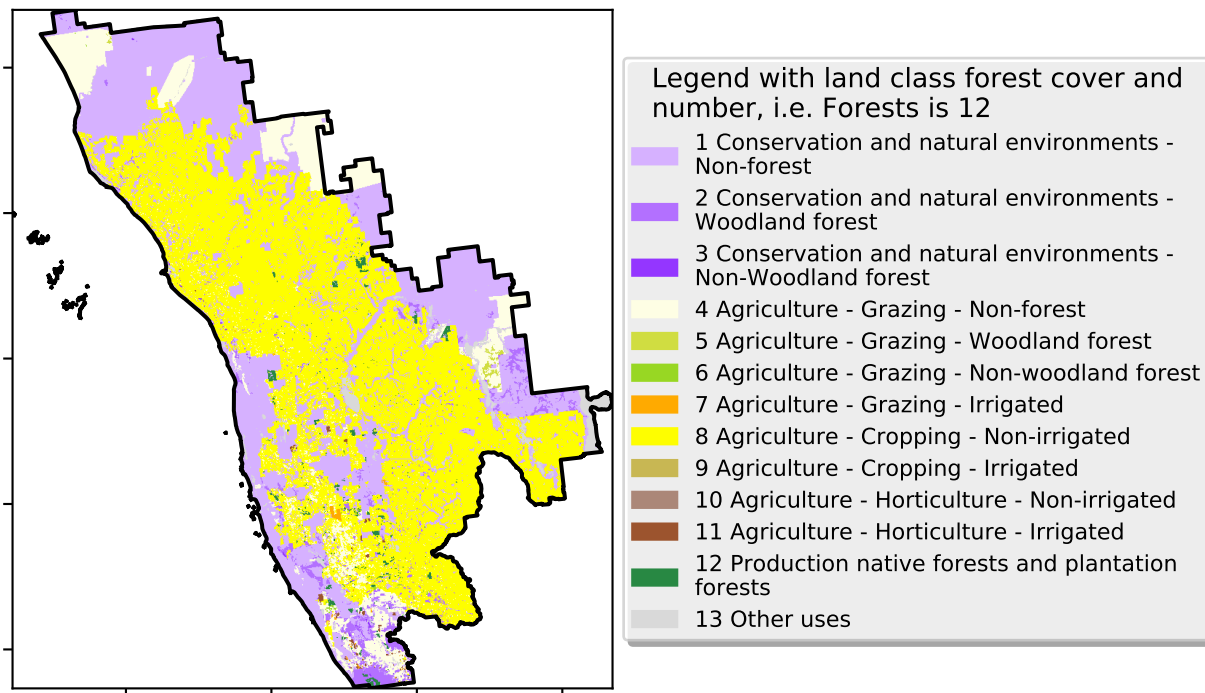 Legend with land class forest cover and
number, i.e. Forests is 12
1 Conservation and natural environments -
Non-forest
2 Conservation and natural environments -
Woodland forest
3 Conservation and natural environments -
Non-Woodland forest
4 Agriculture - Grazing - Non-forest
5 Agriculture - Grazing - Woodland forest
6 Agriculture - Grazing - Non-woodland forest
7 Agriculture - Grazing - Irrigated
8 Agriculture - Cropping - Non-irrigated
9 Agriculture - Cropping - Irrigated
10 Agriculture - Horticulture - Non-irrigated
11 Agriculture - Horticulture - Irrigated
12 Production native forests and plantation
forests
13 Other uses